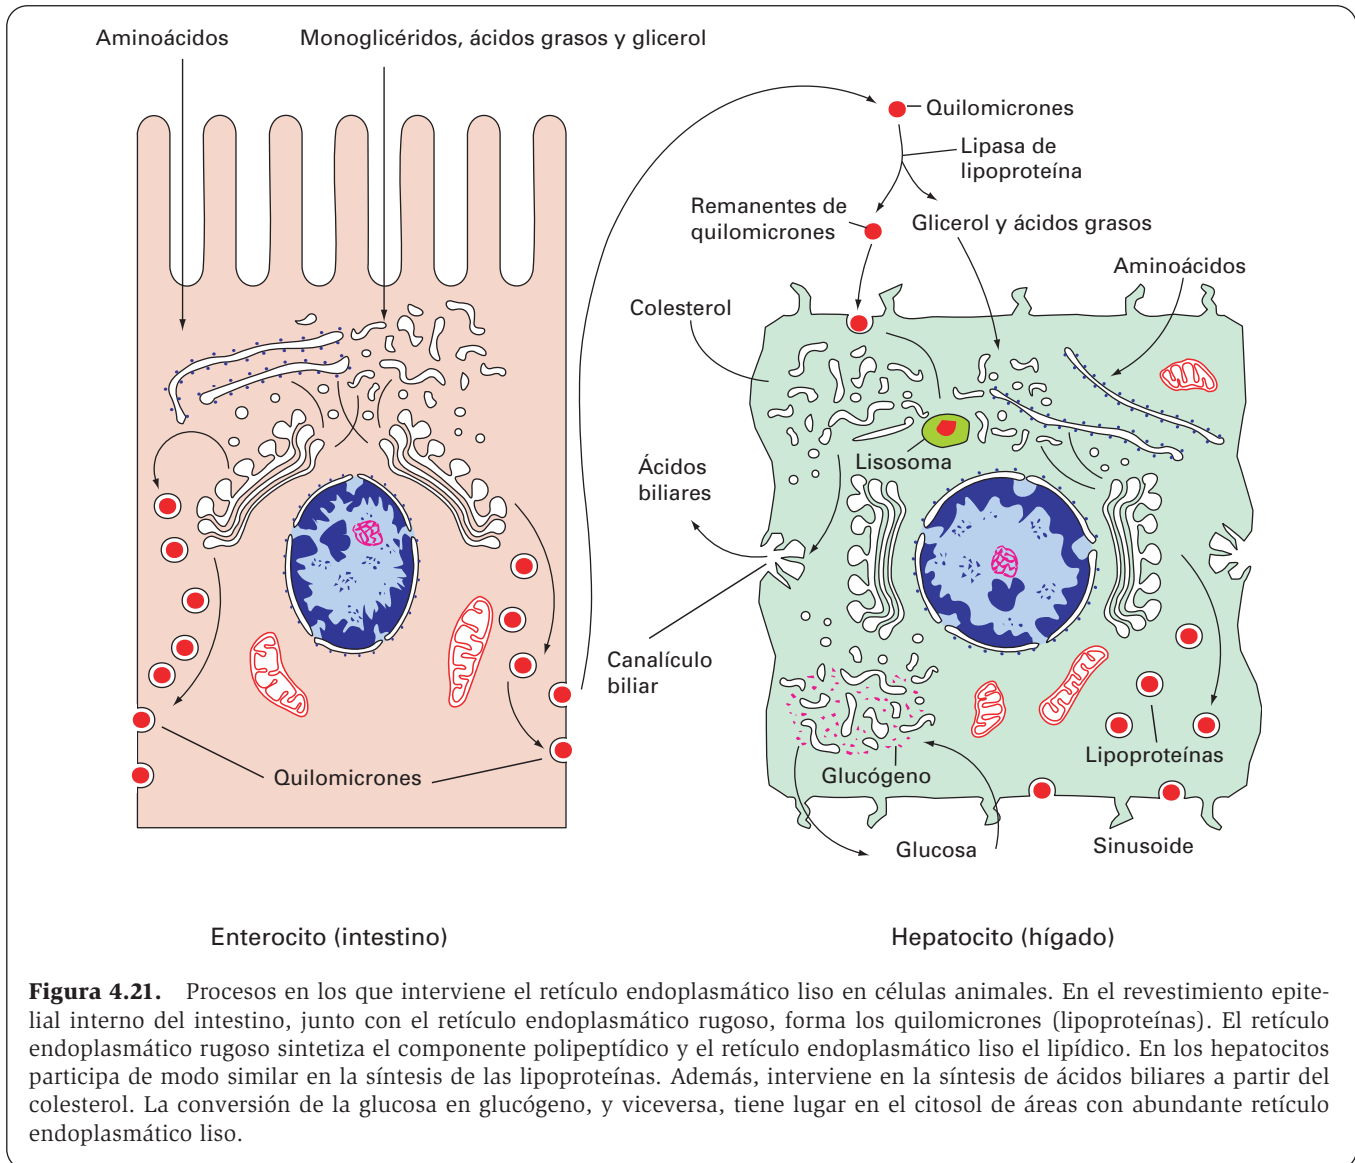 Aminoácidos
Monoglicéridos, ácidos grasos y glicerol
Quilomicrones
Lipasa de
lipoproteína
Remanentes de
quilomicrones
Glicerol y ácidos grasos
Aminoácidos
Colesterol
Lisosoma
Ácidos
biliares
Canalículo
biliar
Quilomicrones
Glucógeno
Lipoproteínas
Glucosa
Sinusoide
Enterocito (intestino)
Hepatocito (hígado)
Figura 4.21. Procesos en los que interviene el retículo endoplasmático liso en células animales. En el revestimiento epite-
lial interno del intestino, junto con el retículo endoplasmático rugoso, forma los quilomicrones (lipoproteínas). El retículo
endoplasmático rugoso sintetiza el componente polipeptídico y el retículo endoplasmático liso el lipídico. En los hepatocitos
participa de modo similar en la síntesis de las lipoproteínas. Además, interviene en la síntesis de ácidos biliares a partir del
colesterol. La conversión de la glucosa en glucógeno, y viceversa, tiene lugar en el citosol de áreas con abundante retículo
endoplasmático liso.